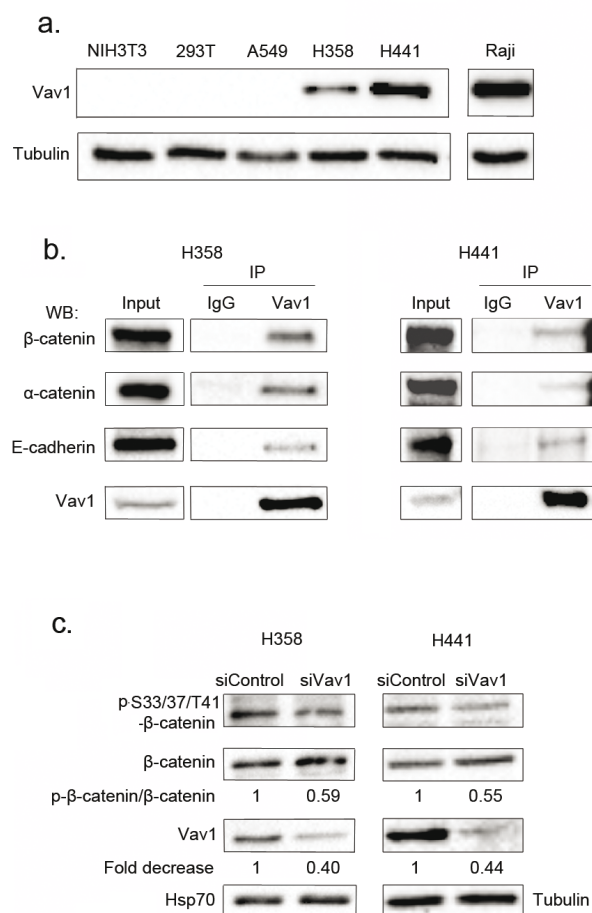 a.
NIH3T3 293T A549 H358 H441 Raji
Vav1
Tubulin
b.
H358 H441
IP IP
WB: Input IgG Vav1 Input IgG Vav1
β-catenin
α-catenin
E-cadherin
Vav1
c.
H358 H441
siControl siVav1 siControl siVav1
p-S33/37/T41
-β-catenin
β-catenin
p-β-catenin/β-catenin 1 0.59 1 0.55
Vav1
Fold decrease 1 0.40 1 0.44
Hsp70 Tubulin